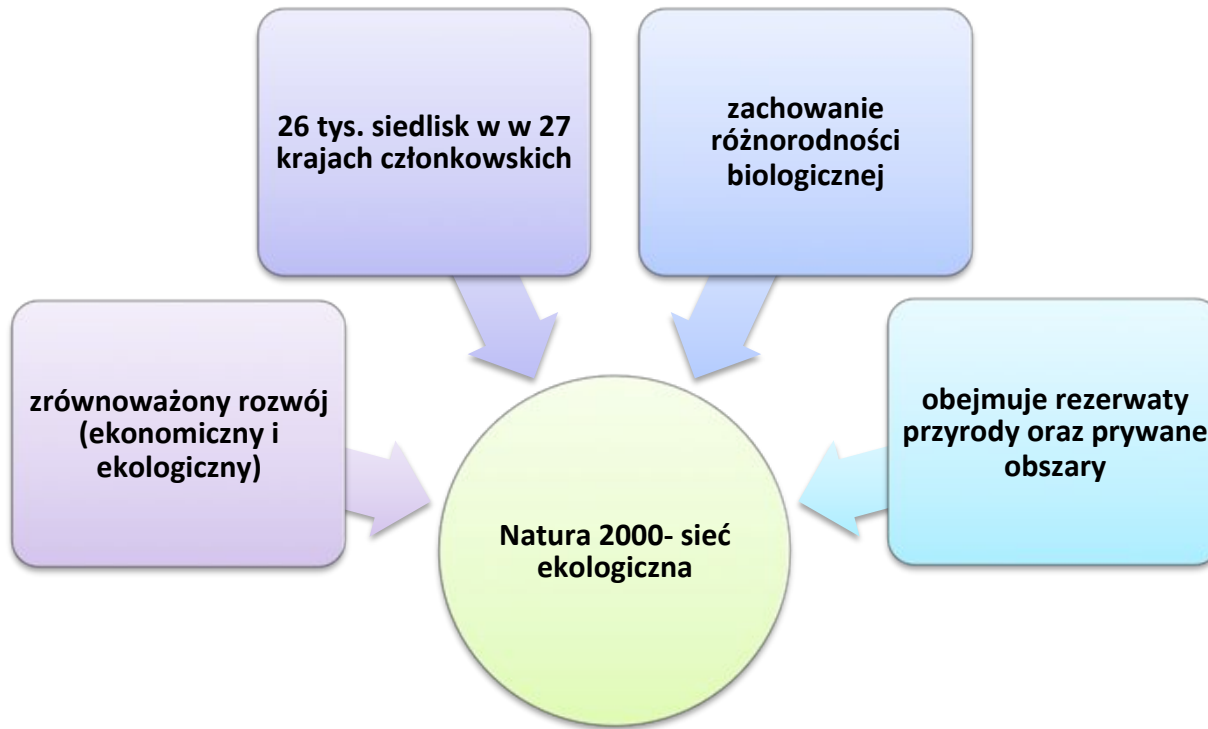 26 tys. siedlisk w w 27
krajach członkowskich
zachowanie
różnorodności
biologicznej
zrównoważony rozwój
(ekonomiczny i
ekologiczny)
obejmuje rezerwaty
przyrody oraz prywane
obszary
Natura 2000- sieć
ekologiczna